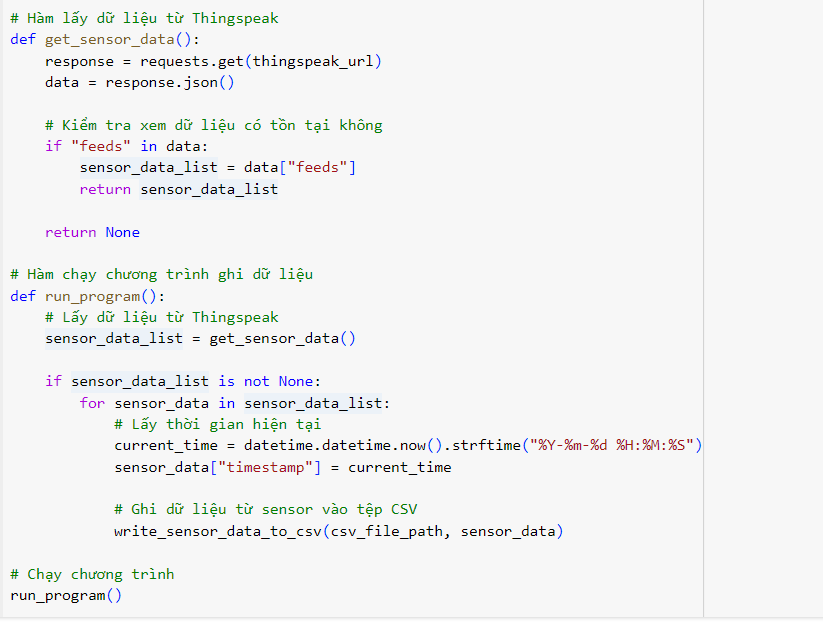 # Hàm lấy dữ liệu từ Thingspeak
def get_sensor_data():
    response = requests.get(thingspeak_url)
    data = response.json()

    # Kiểm tra xem dữ liệu có tồn tại không
    if "feeds" in data:
        sensor_data_list = data["feeds"]
        return sensor_data_list

    return None

# Hàm chạy chương trình ghi dữ liệu
def run_program():
    # Lấy dữ liệu từ Thingspeak
    sensor_data_list = get_sensor_data()

    if sensor_data_list is not None:
        for sensor_data in sensor_data_list:
            # Lấy thời gian hiện tại
            current_time = datetime.datetime.now().strftime("%Y-%m-%d %H:%M:%S")
            sensor_data["timestamp"] = current_time

            # Ghi dữ liệu từ sensor vào tệp CSV
            write_sensor_data_to_csv(csv_file_path, sensor_data)

# Chạy chương trình
run_program()